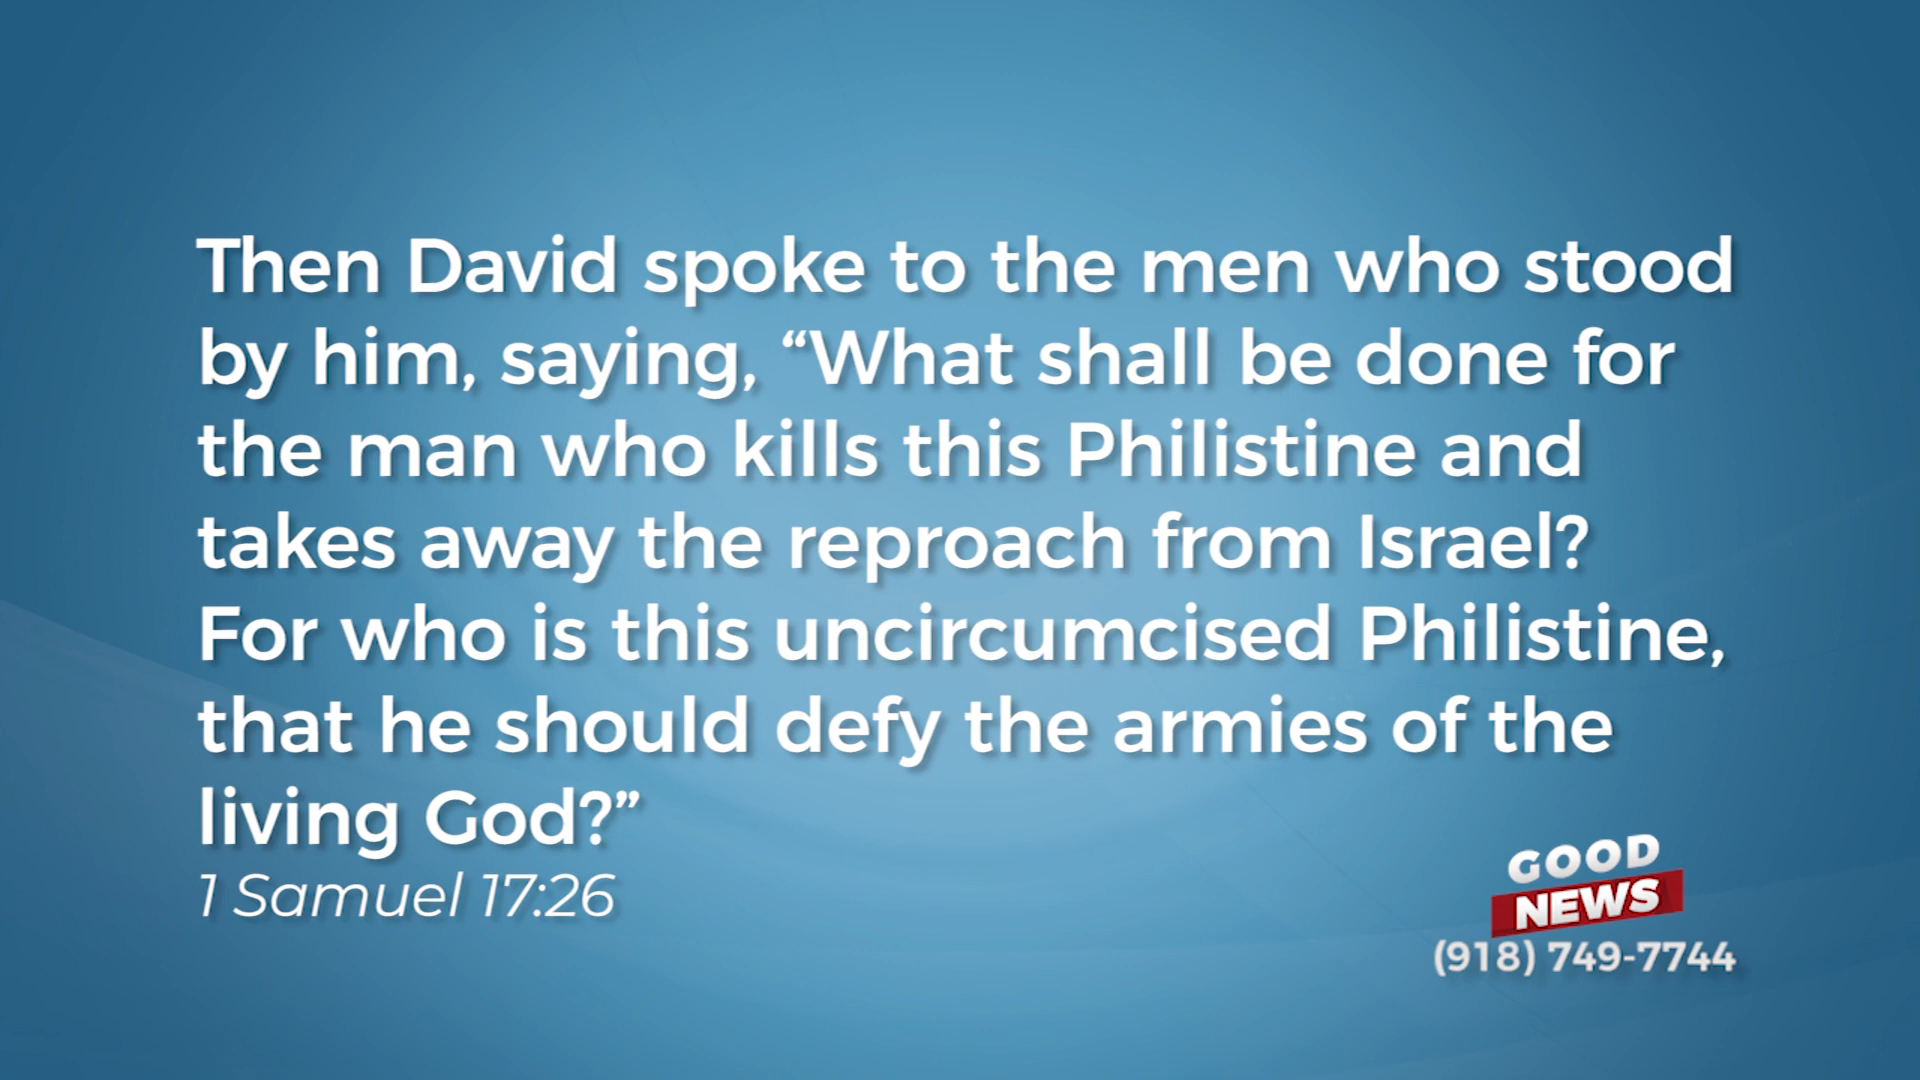 Then David spoke to the men who stood
by him, saying, “What shall be done for
the man who kills this Philistine and
takes away the reproach from Israel?
For who is this uncircumcised Philistine,
that he should defy the armies of the
living God?”
1 Samuel 17:26
GOOD
NEWS
(918) 749-7744